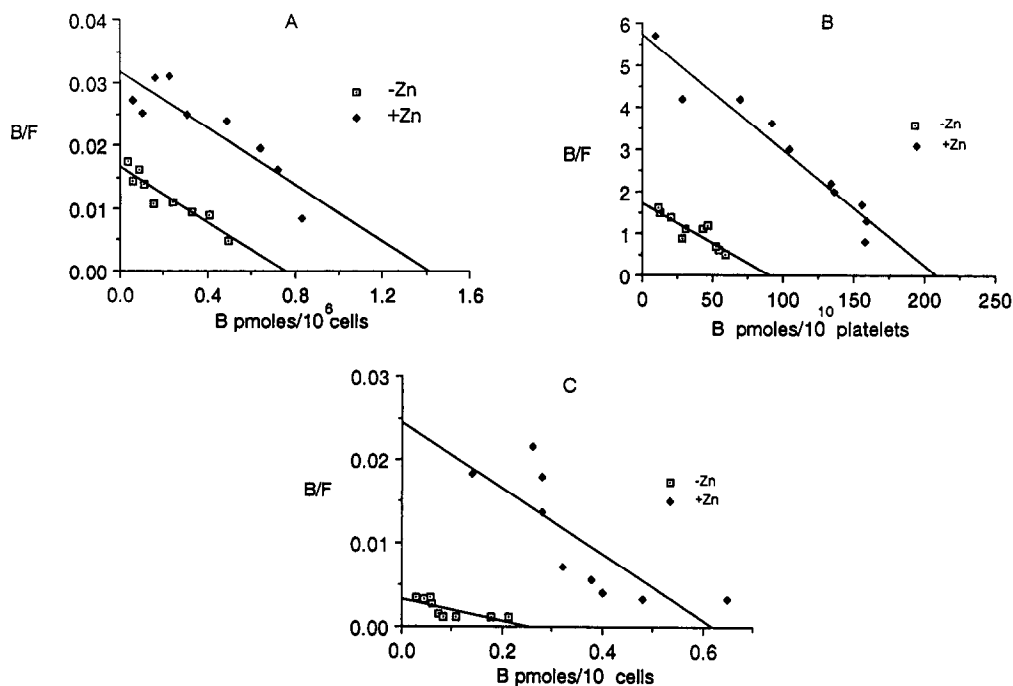 A
0.04
0.03
0.02
0.01
0.00
B/F
-Zn
+Zn
0.0 0.4 0.8 1.2 1.6
B pmoles/10 6 cells
B
6
5
4
3
2
1
0
B/F
-Zn
+Zn
0 50 100 150 200 250
B pmoles/10 10 platelets
C
0.03
0.02
0.01
0.00
B/F
-Zn
+Zn
0.0 0.2 0.4 0.6
B pmoles/10 cells